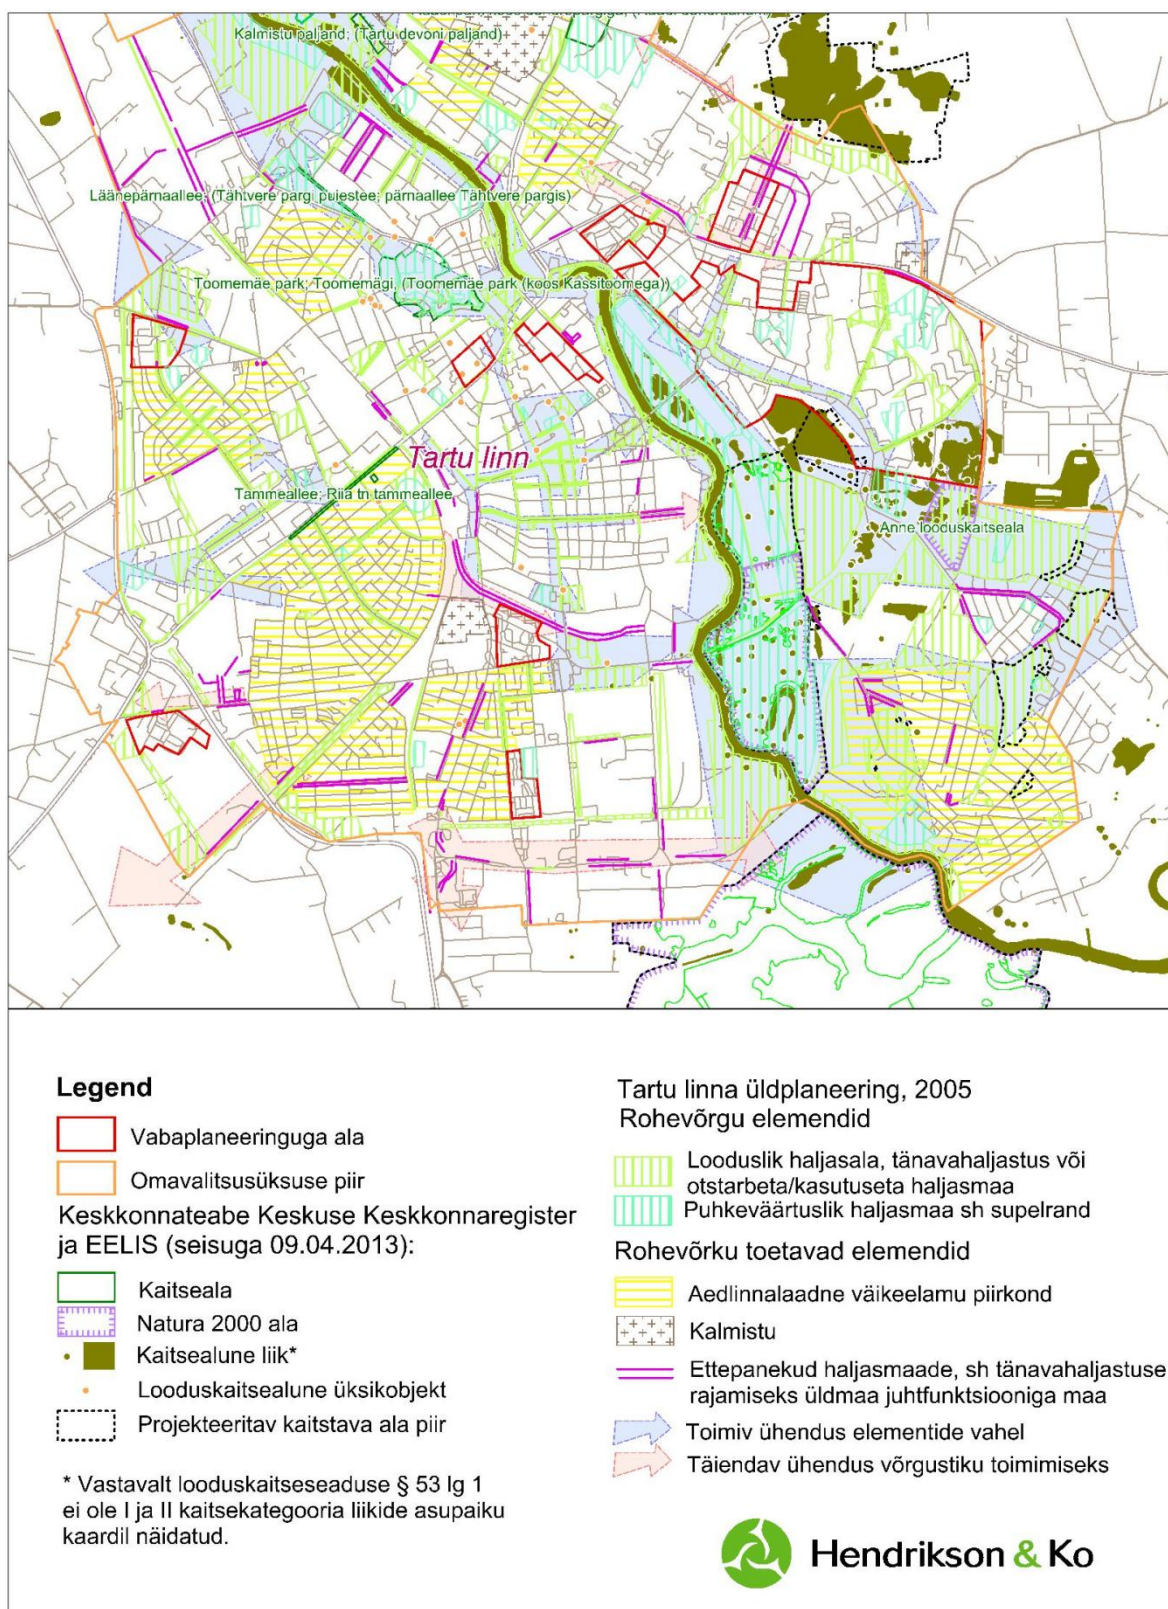 Kalmistu paljand; (Tartu devoni paljand)
Läänepärnaallee; (Tähtvere pargi puiestee; pärnaallee Tähtvere pargis)
Toomemäe park; Toomemägi, (Toomemäe park (koos Kassitoomega))
Tartu linn
Tammeallee; Riia tn tammeallee
Anne looduskaitseala
Legend
Vabaplaneeringuga ala
Omavalitsusüksuse piir
Keskkonnateabe Keskuse Keskkonnaregister
ja EELIS (seisuga 09.04.2013):
Kaitseala
Natura 2000 ala
Kaitsealune liik*
Looduskaitsealune üksikobjekt
Projekteeritav kaitstava ala piir
* Vastavalt looduskaitseseaduse § 53 lg 1
ei ole I ja II kaitsekategooria liikide asupaiku
kaardil näidatud.
Tartu linna üldplaneering, 2005
Rohevõrgu elemendid
Looduslik haljasala, tänavahaljastus või
otstarbeta/kasutuseta haljasmaa
Puhkeväärtuslik haljasmaa sh supelrand
Rohevõrku toetavad elemendid
Aedlinnalaadne väikeelamu piirkond
Kalmistu
Ettepanekud haljasmaade, sh tänavahaljastuse
rajamiseks üldmaa juhtfunktsiooniga maa
Toimiv ühendus elementide vahel
Täiendav ühendus võrgustiku toimimiseks
Hendrikson & Ko